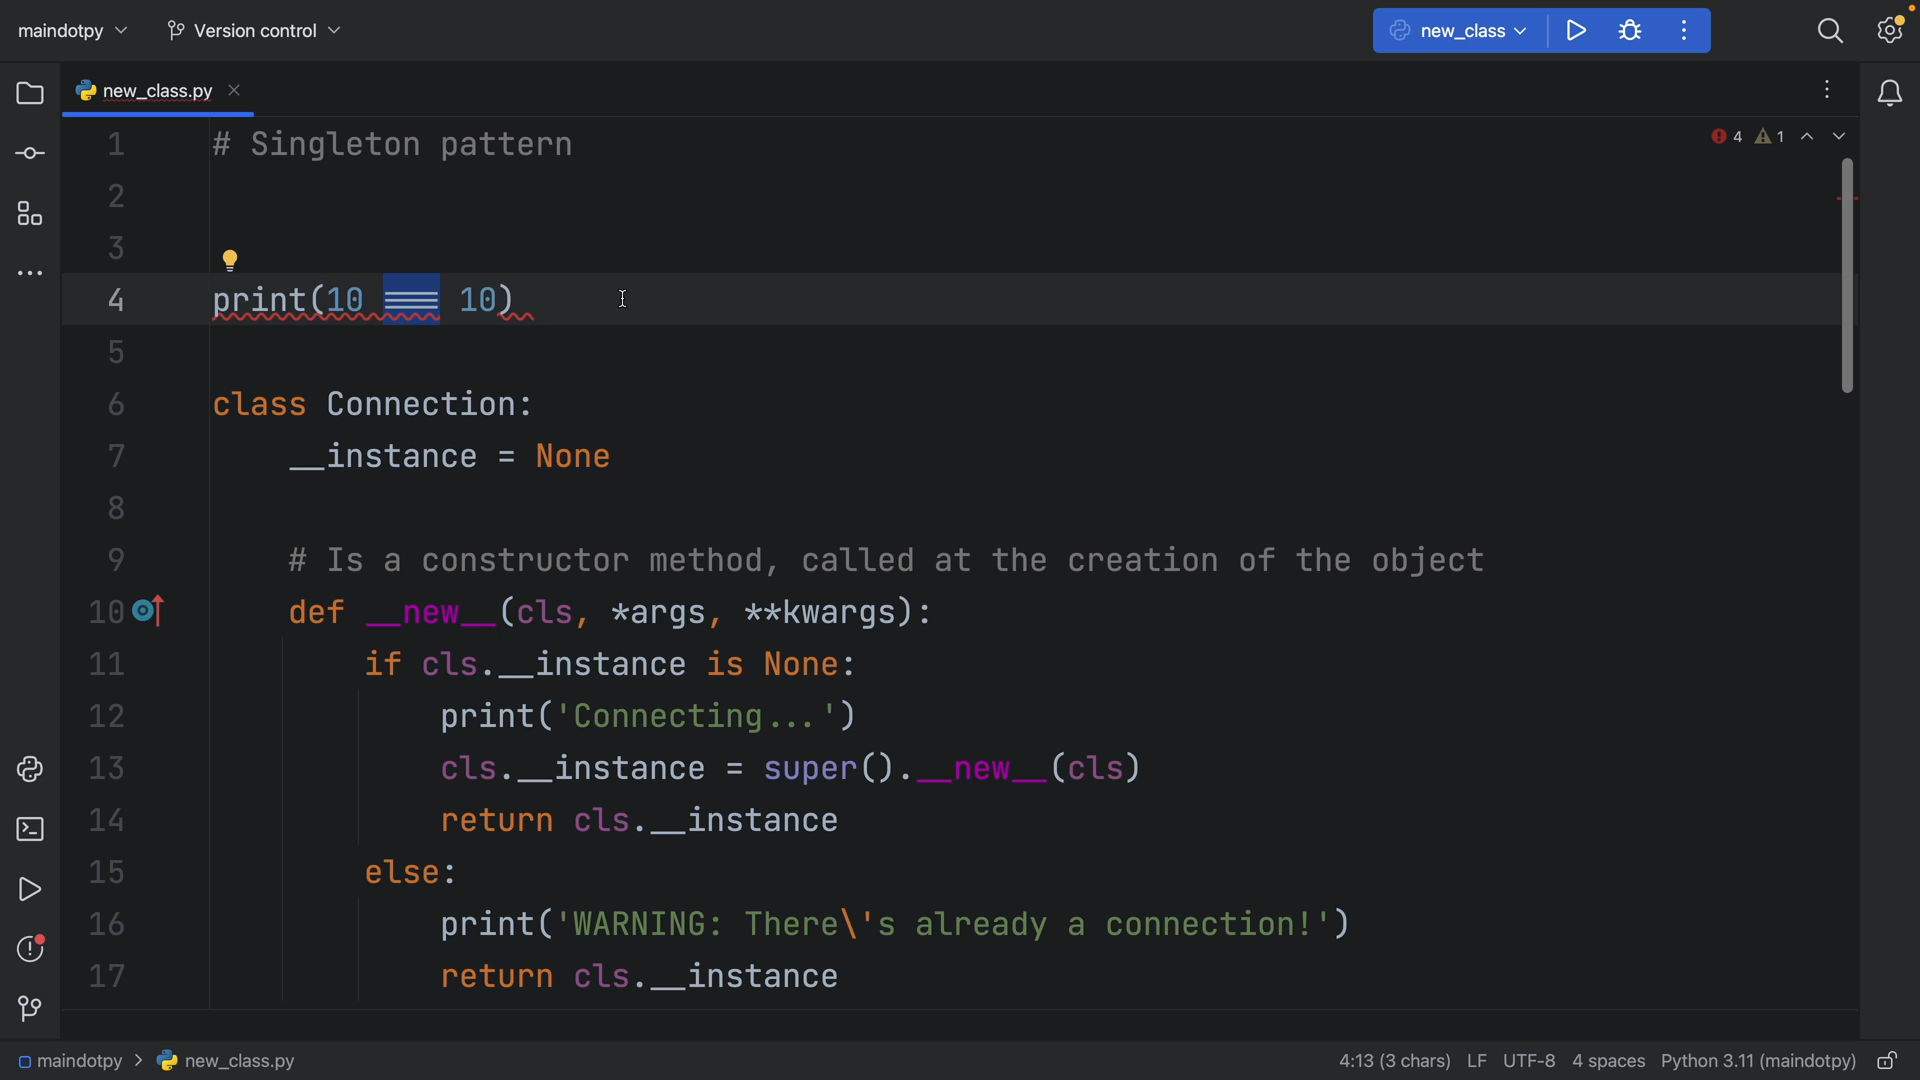 maindotpy
Version control
new_class
new_class.py
4
1
1 # Singleton pattern
2
3
4 print(10 === 10)
5
6 class Connection:
7 __instance = None
8
9 # Is a constructor method, called at the creation of the object
10 def __new__(cls, *args, **kwargs):
11 if cls.__instance is None:
12 print('Connecting...')
13 cls.__instance = super().__new__(cls)
14 return cls.__instance
15 else:
16 print('WARNING: There\'s already a connection!')
17 return cls.__instance
maindotpy > new_class.py
4:13 (3 chars) LF UTF-8 4 spaces Python 3.11 (maindotpy)